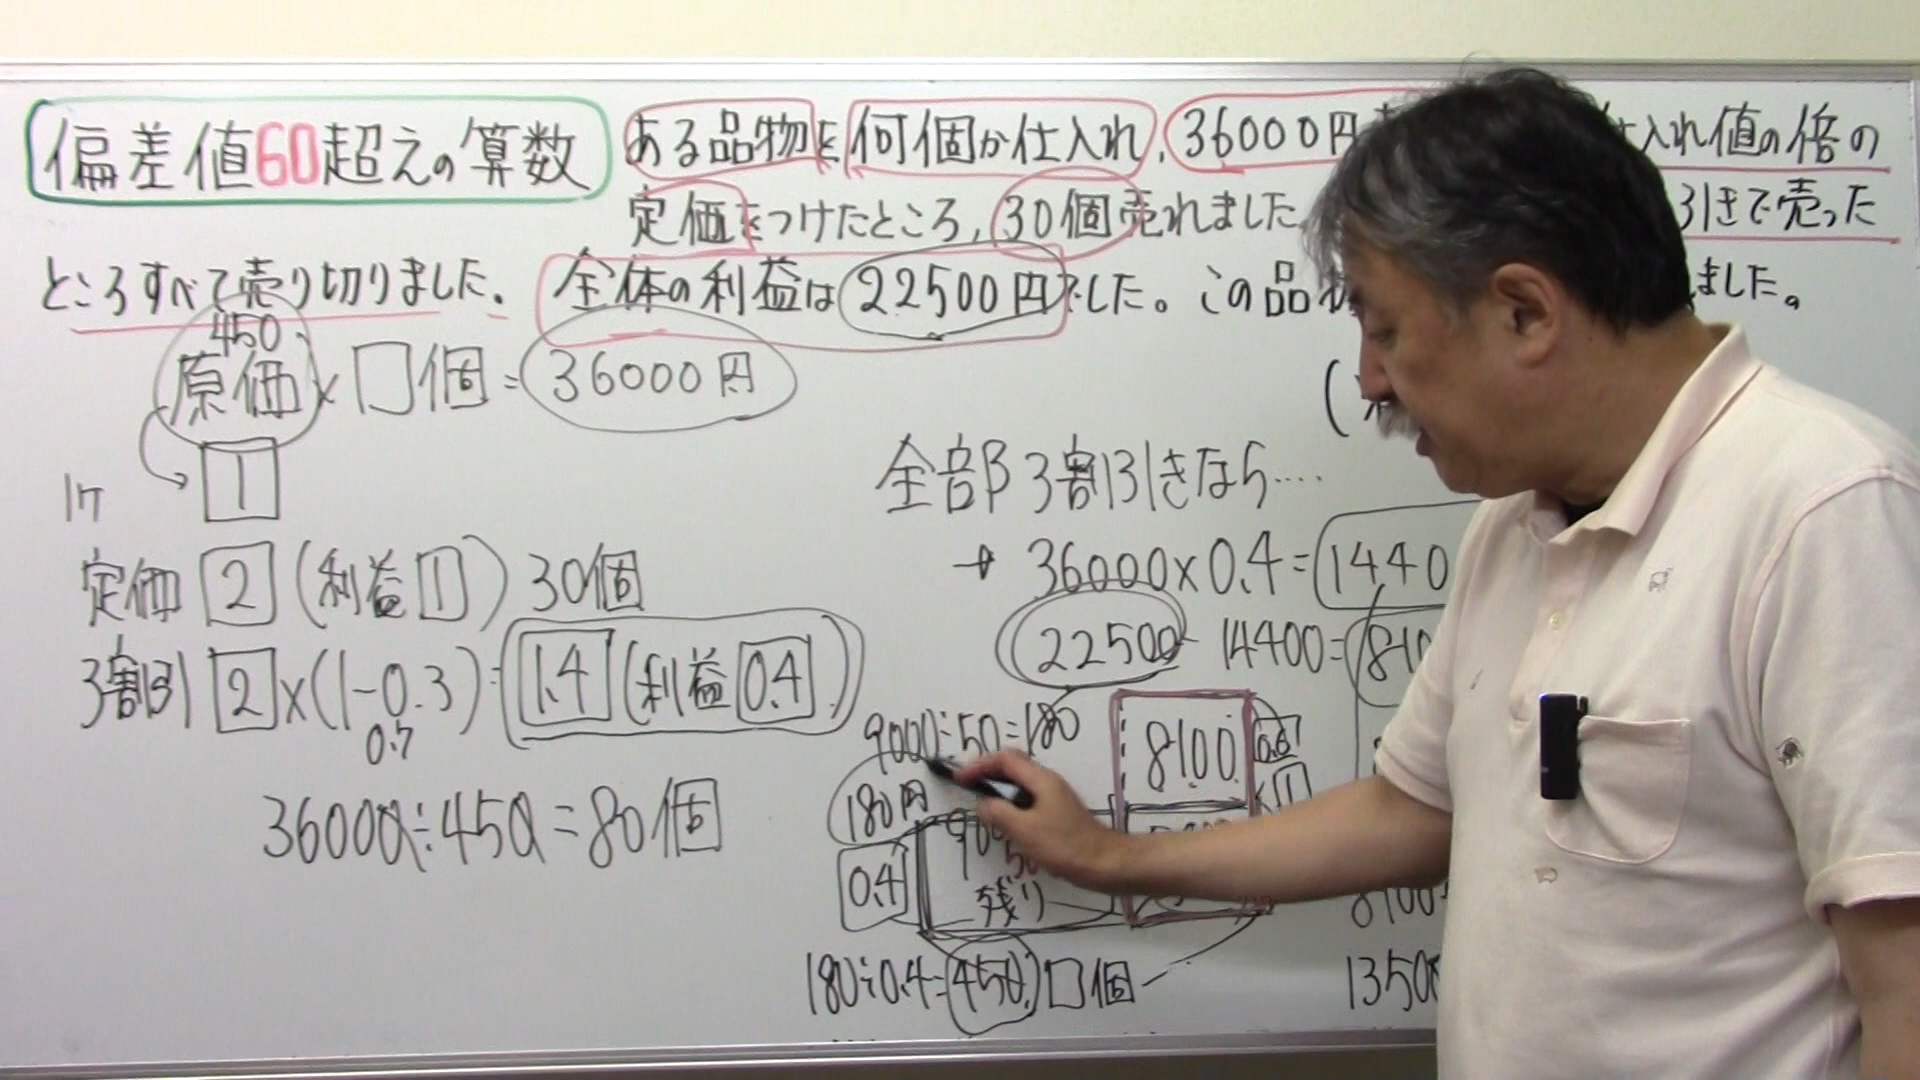 偏差値60超えの算数
ある品物を何個か仕入れ、36000円
仕入れ値の倍の
定価をつけたところ,30個売れました
引きで売った
ところすべて売り切りました。全体の利益は22500円でした。この品
ました。
450
原価×□個=36000円
1
1ヶ
全部3割引きなら….
定価 2 (利益1) 30個
→36000×0.4=1440
3割引 2×(1-0.3)=1.4(利益0.4)
0.7
22500-14400=810
9000÷50=180
8100
180円
36000÷450=80個
0.4
残り
180÷0.4=450 □個
1350